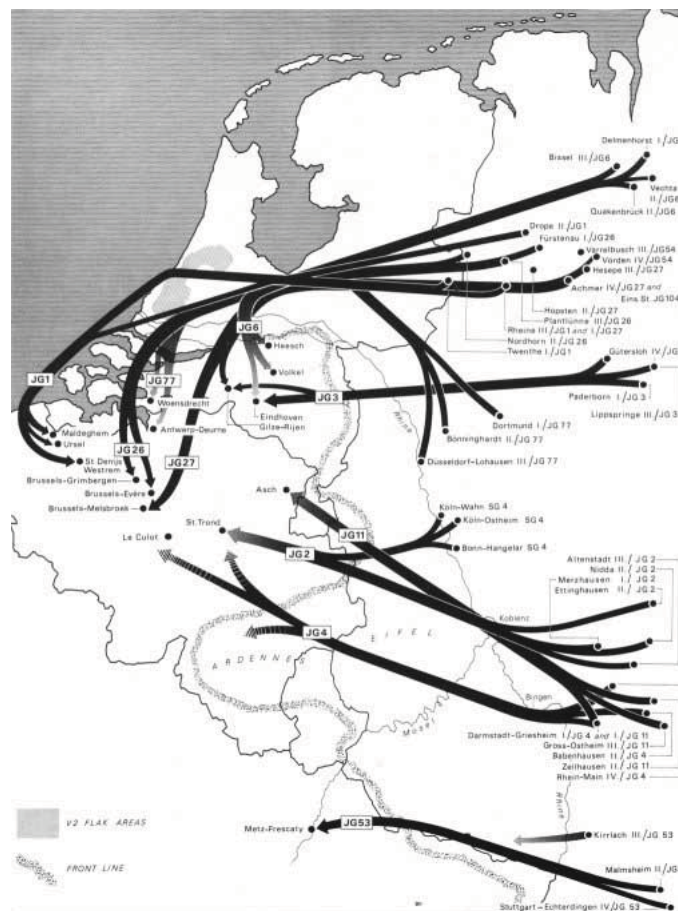 Delmenhorst I./JG
Bissel III./JG6
Vechta
II./JG6
Quakenbrück II./JG6
Drope II./JG1
Fürstenau I./JG26
Varrelbusch III./JG54
Vörden IV./JG54
Hesepe III./JG27
Achmer IV./JG27 and
Eins.St.JG104
Hopsten II./JG27
Plantlünne III./JG26
Rheine III./JG1 and I./JG27
Nordhorn II./JG26
Twenthe I./JG1
JG6
Heesch
Volkel
JG1
JG77
Woensdrecht
Gütersloh IV./JG
JG3
Paderborn I./JG3
Lippspringe III./JG
Rhine
Eindhoven
Gilze-Rijen
Dortmund I./JG77
Bönninghardt II./JG77
Düsseldorf-Lohausen III./JG77
Maldeghem
Ursel
Antwerp-Deurne
JG26
JG27
St Denijs
Westrem
Brussels-Grimbergen
Brussels-Evère
Brussels-Melsbroek
Asch
Köln-Wahn SG4
Köln-Ostheim SG4
Bonn-Hangelar SG4
Le Culot
St.Trond
JG11
JG2
Altenstadt III./JG2
Nidda II./JG2
Merzhausen I./JG2
Ettinghausen II./JG2
Koblenz
JG4
EIFEL
ARDENNES
Bingen
Mosel
Darmstadt-Griesheim I/JG4 and I./JG11
Gross-Ostheim III./JG11
Babenhausen II./JG4
Zellhausen II./JG11
Rhein-Main IV./JG4
Rhine
V2 FLAK AREAS
FRONT LINE
Metz-Frescaty
JG53
Kirrlach III./JG53
Malmsheim II./JG
Stuttgart-Echterdingen IV/JG53